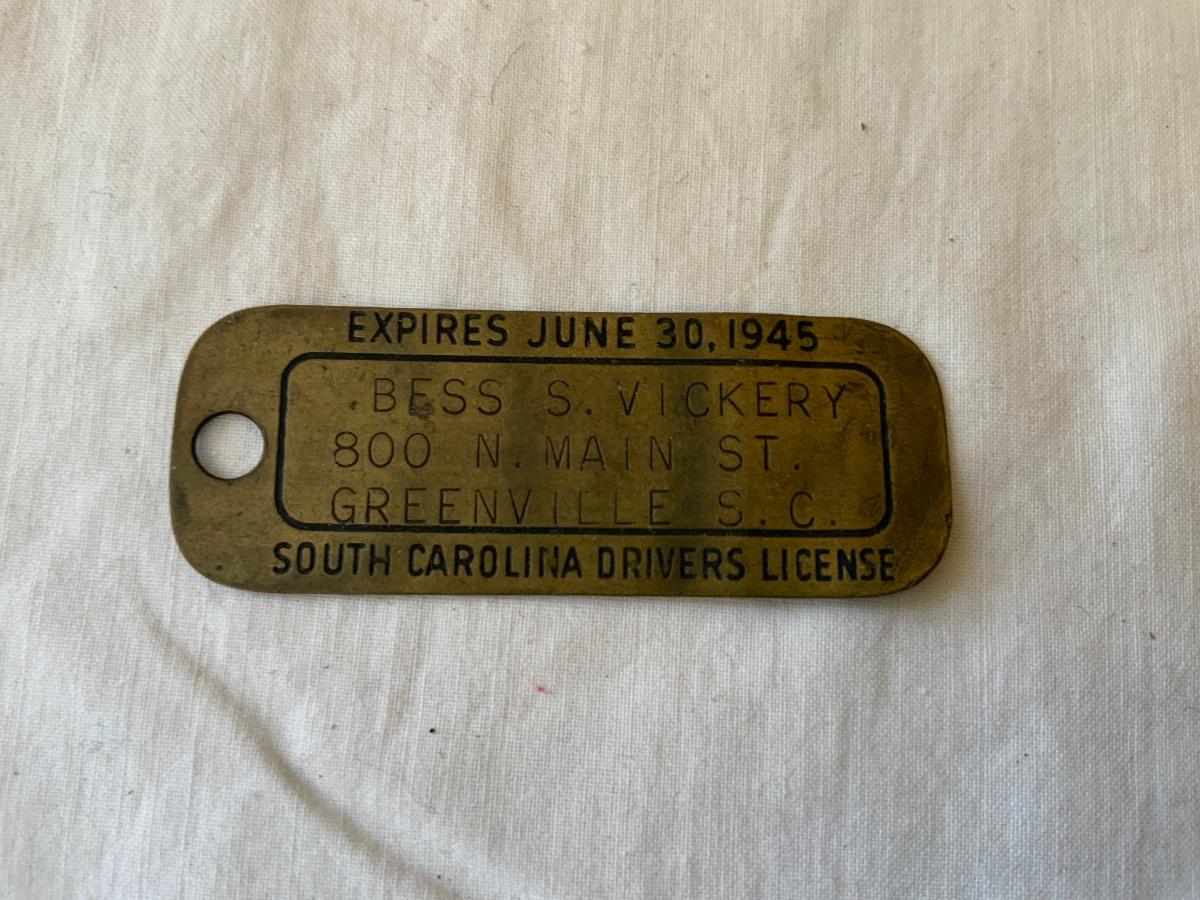 EXPIRES JUNE 30, 1945
BESS S. VICKERY
800 N. MAIN ST.
GREENVILLE S. C.
SOUTH CAROLINA DRIVERS LICENSE